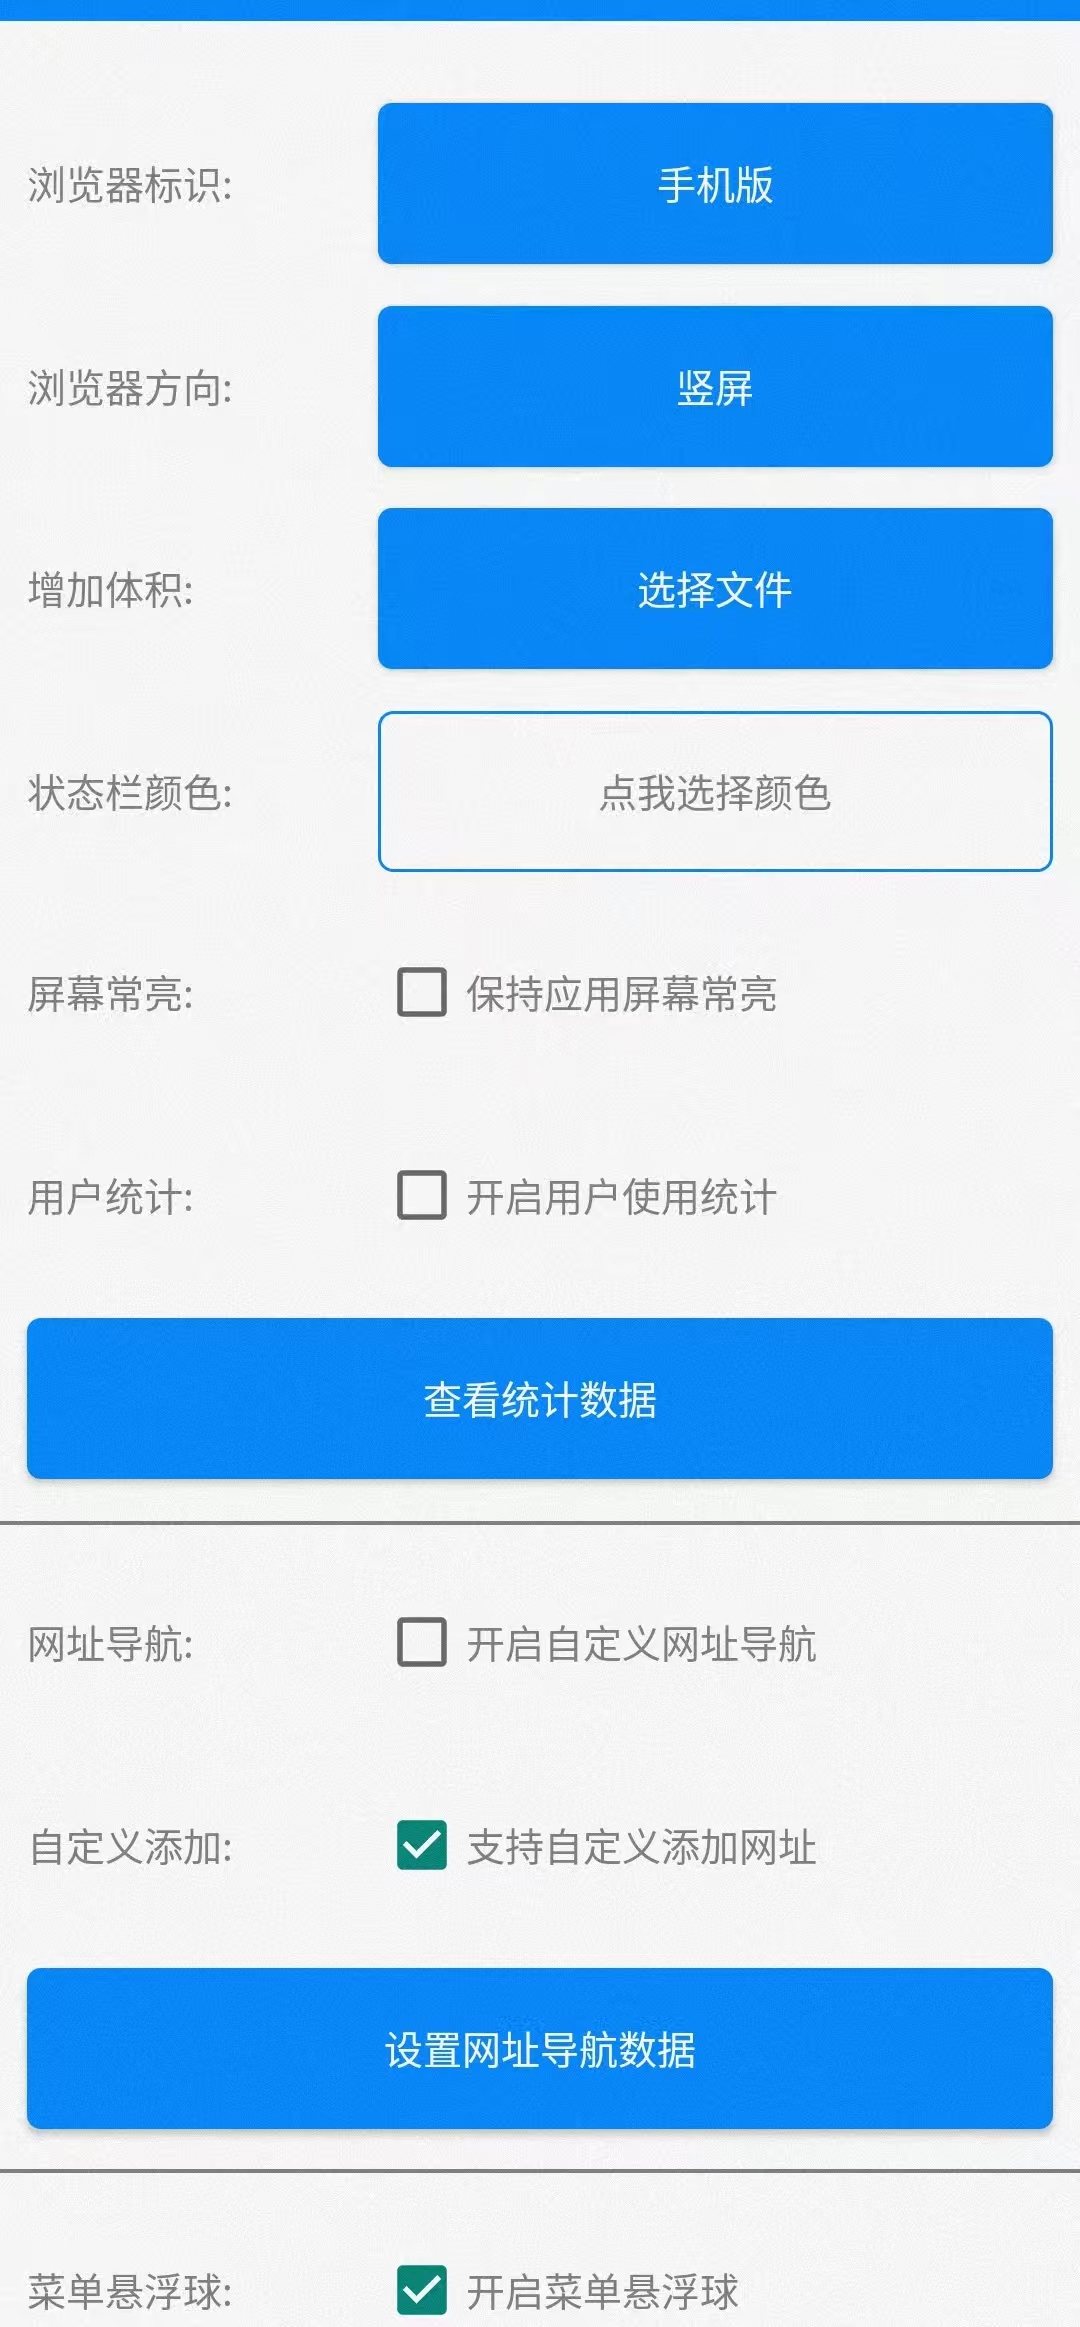 浏览器标识: 手机版
浏览器方向: 竖屏
增加体积: 选择文件
状态栏颜色: 点我选择颜色
屏幕常亮: 保持应用屏幕常亮
用户统计: 开启用户使用统计
查看统计数据
网址导航: 开启自定义网址导航
自定义添加: 支持自定义添加网址
设置网址导航数据
菜单悬浮球: 开启菜单悬浮球